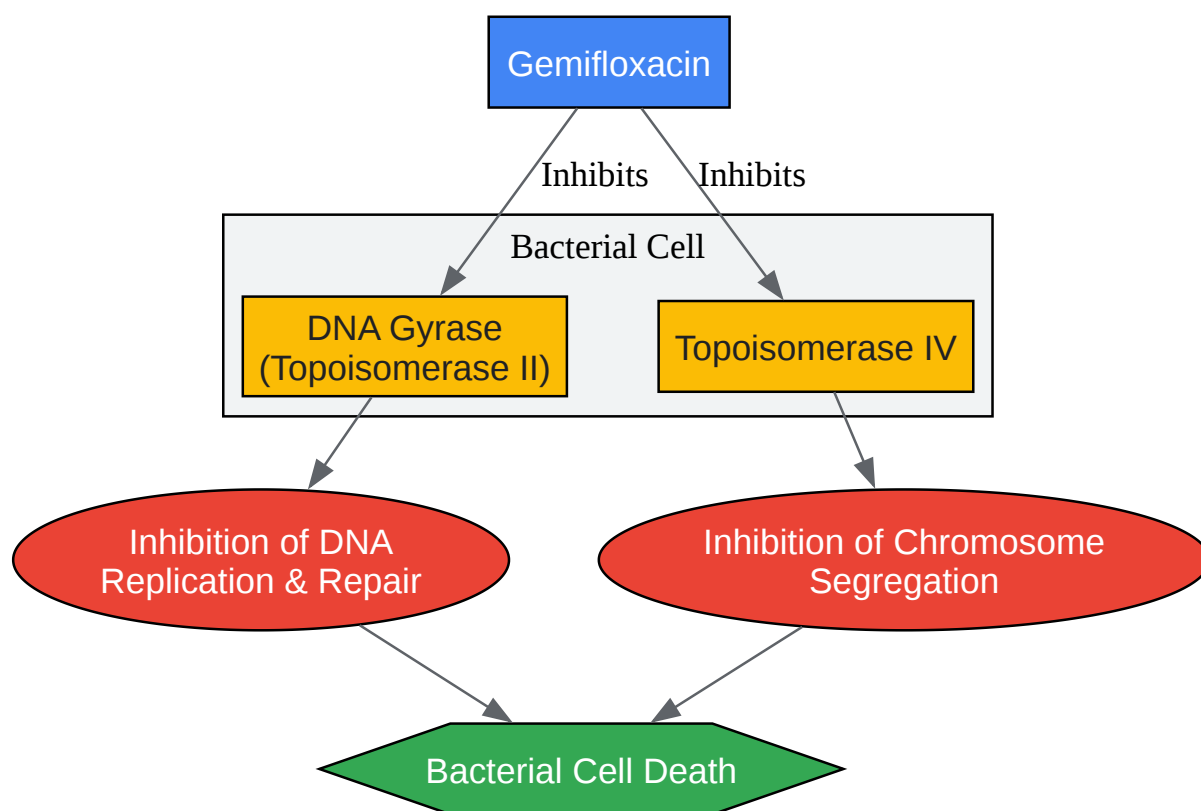 Gemifloxacin
Inhibits
Inhibits
Bacterial Cell
DNA Gyrase
(Topoisomerase II)
Topoisomerase IV
Inhibition of DNA
Replication & Repair
Inhibition of Chromosome
Segregation
Bacterial Cell Death